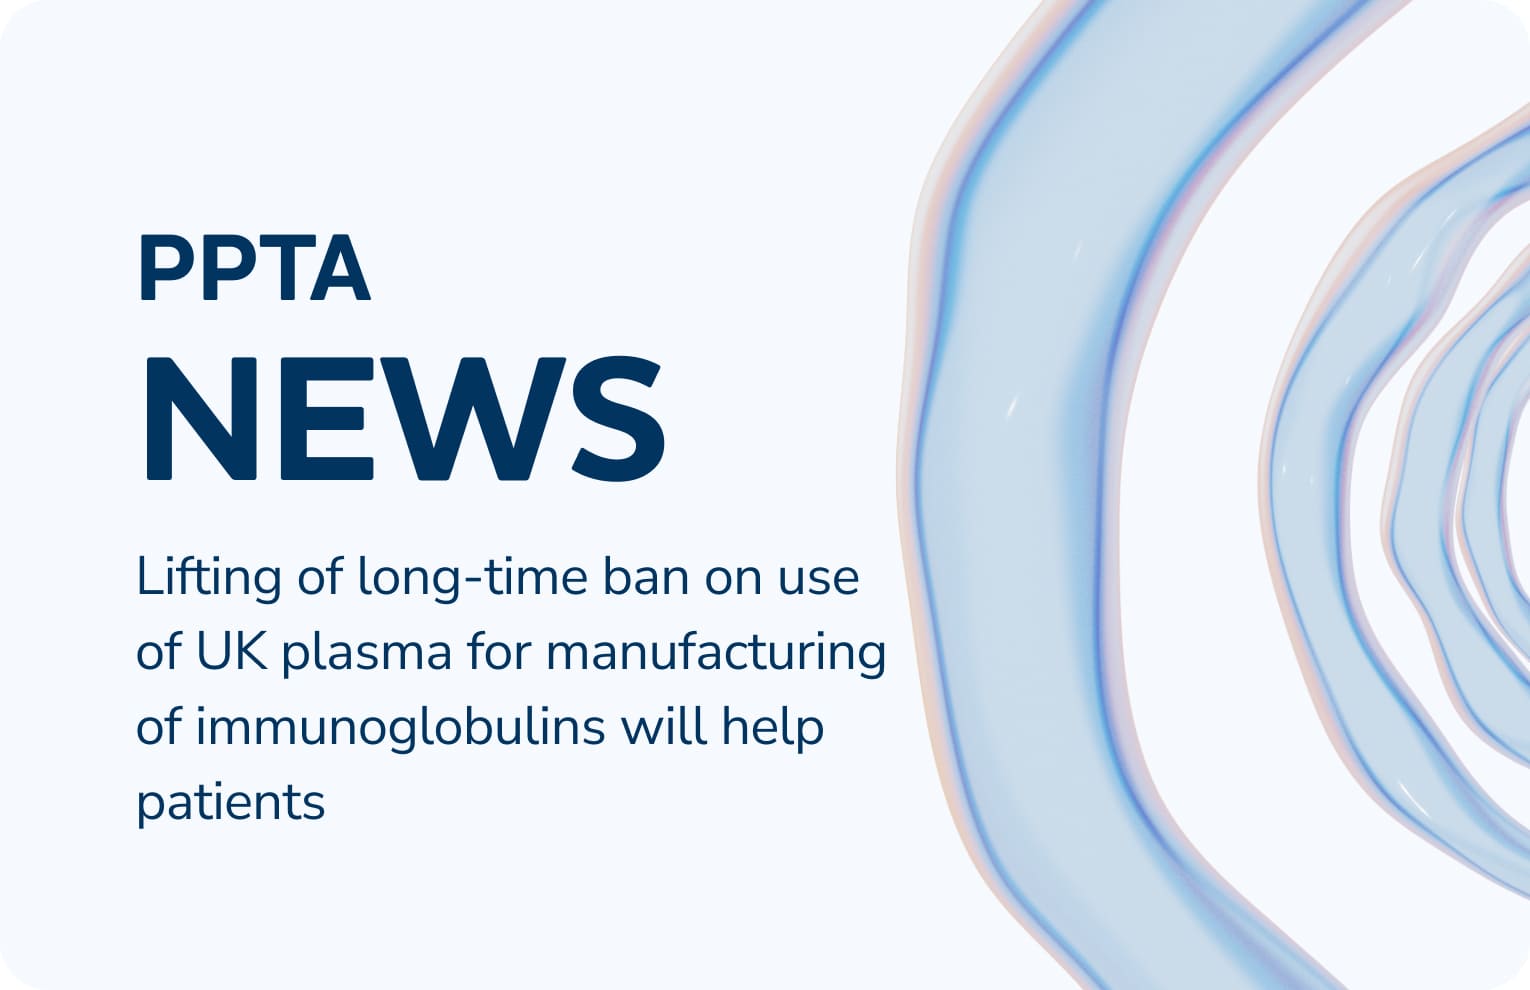 PPTA
NEWS
Lifting of long-time ban on use
of UK plasma for manufacturing
of immunoglobulins will help
patients